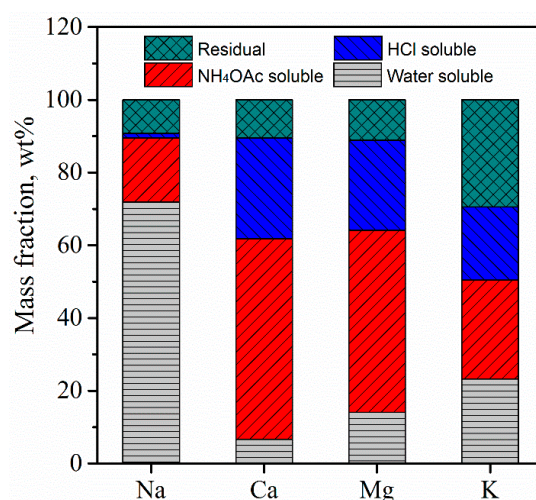 120
100
80
60
40
20
0
Mass fraction, wt%
Residual
HCl soluble
NH₄OAc soluble
Water soluble
Na
Ca
Mg
K